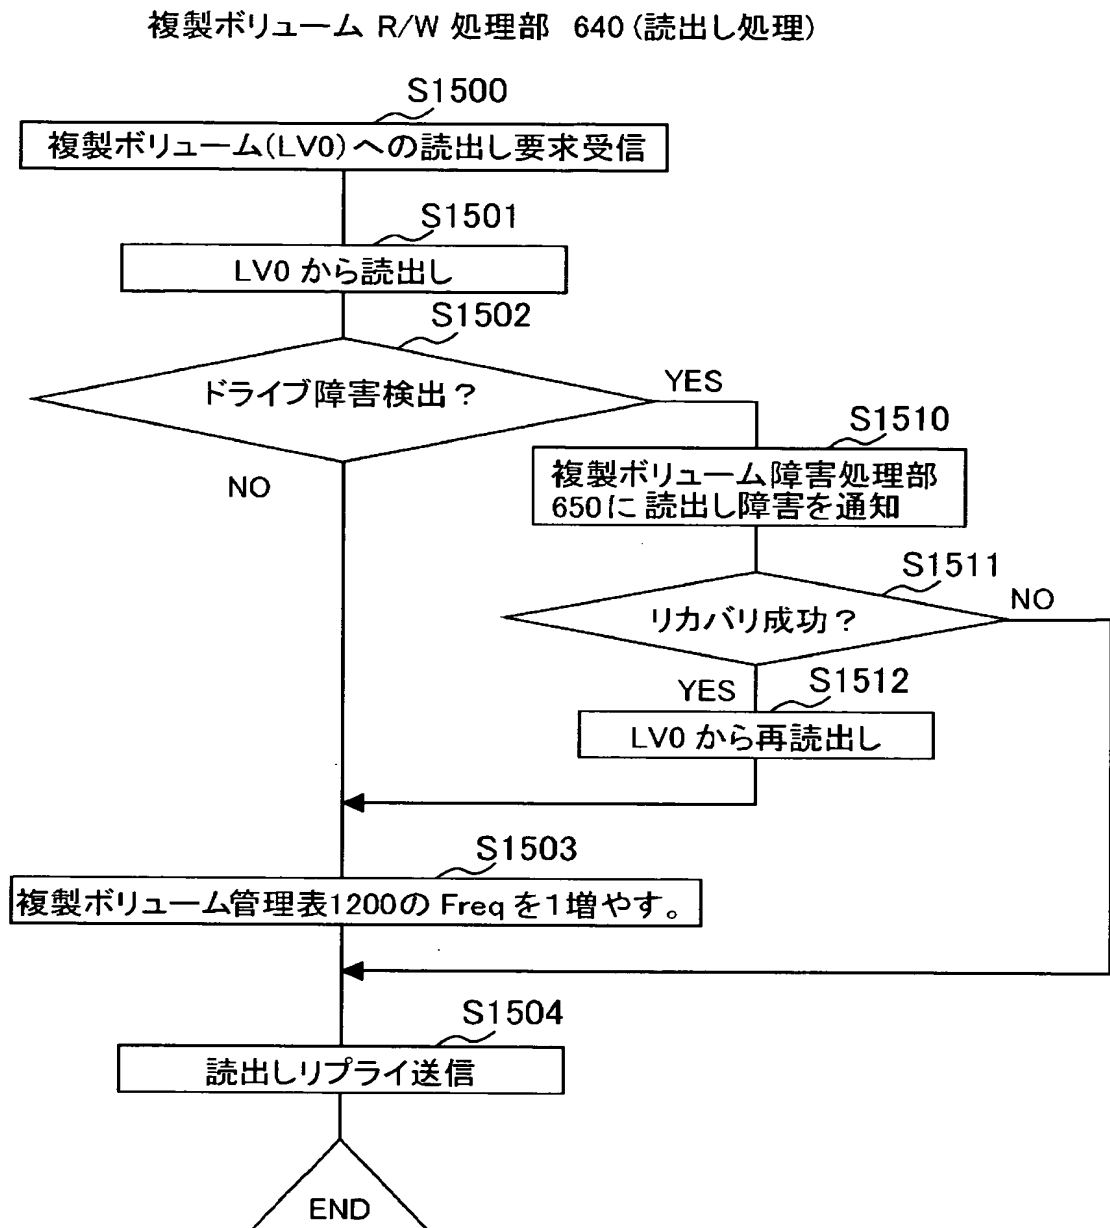 複製ボリューム R/W 処理部 640(読出し処理)
S1500
複製ボリューム(LV0)への読出し要求受信
S1501
LV0 から読出し
S1502
ドライブ障害検出?
YES
NO
S1510
複製ボリューム障害処理部
650に読出し障害を通知
S1511
リカバリ成功?
NO
YES
S1512
LV0 から再読出し
S1503
複製ボリューム管理表1200の Freq を1増やす。
S1504
読出しリプライ送信
END